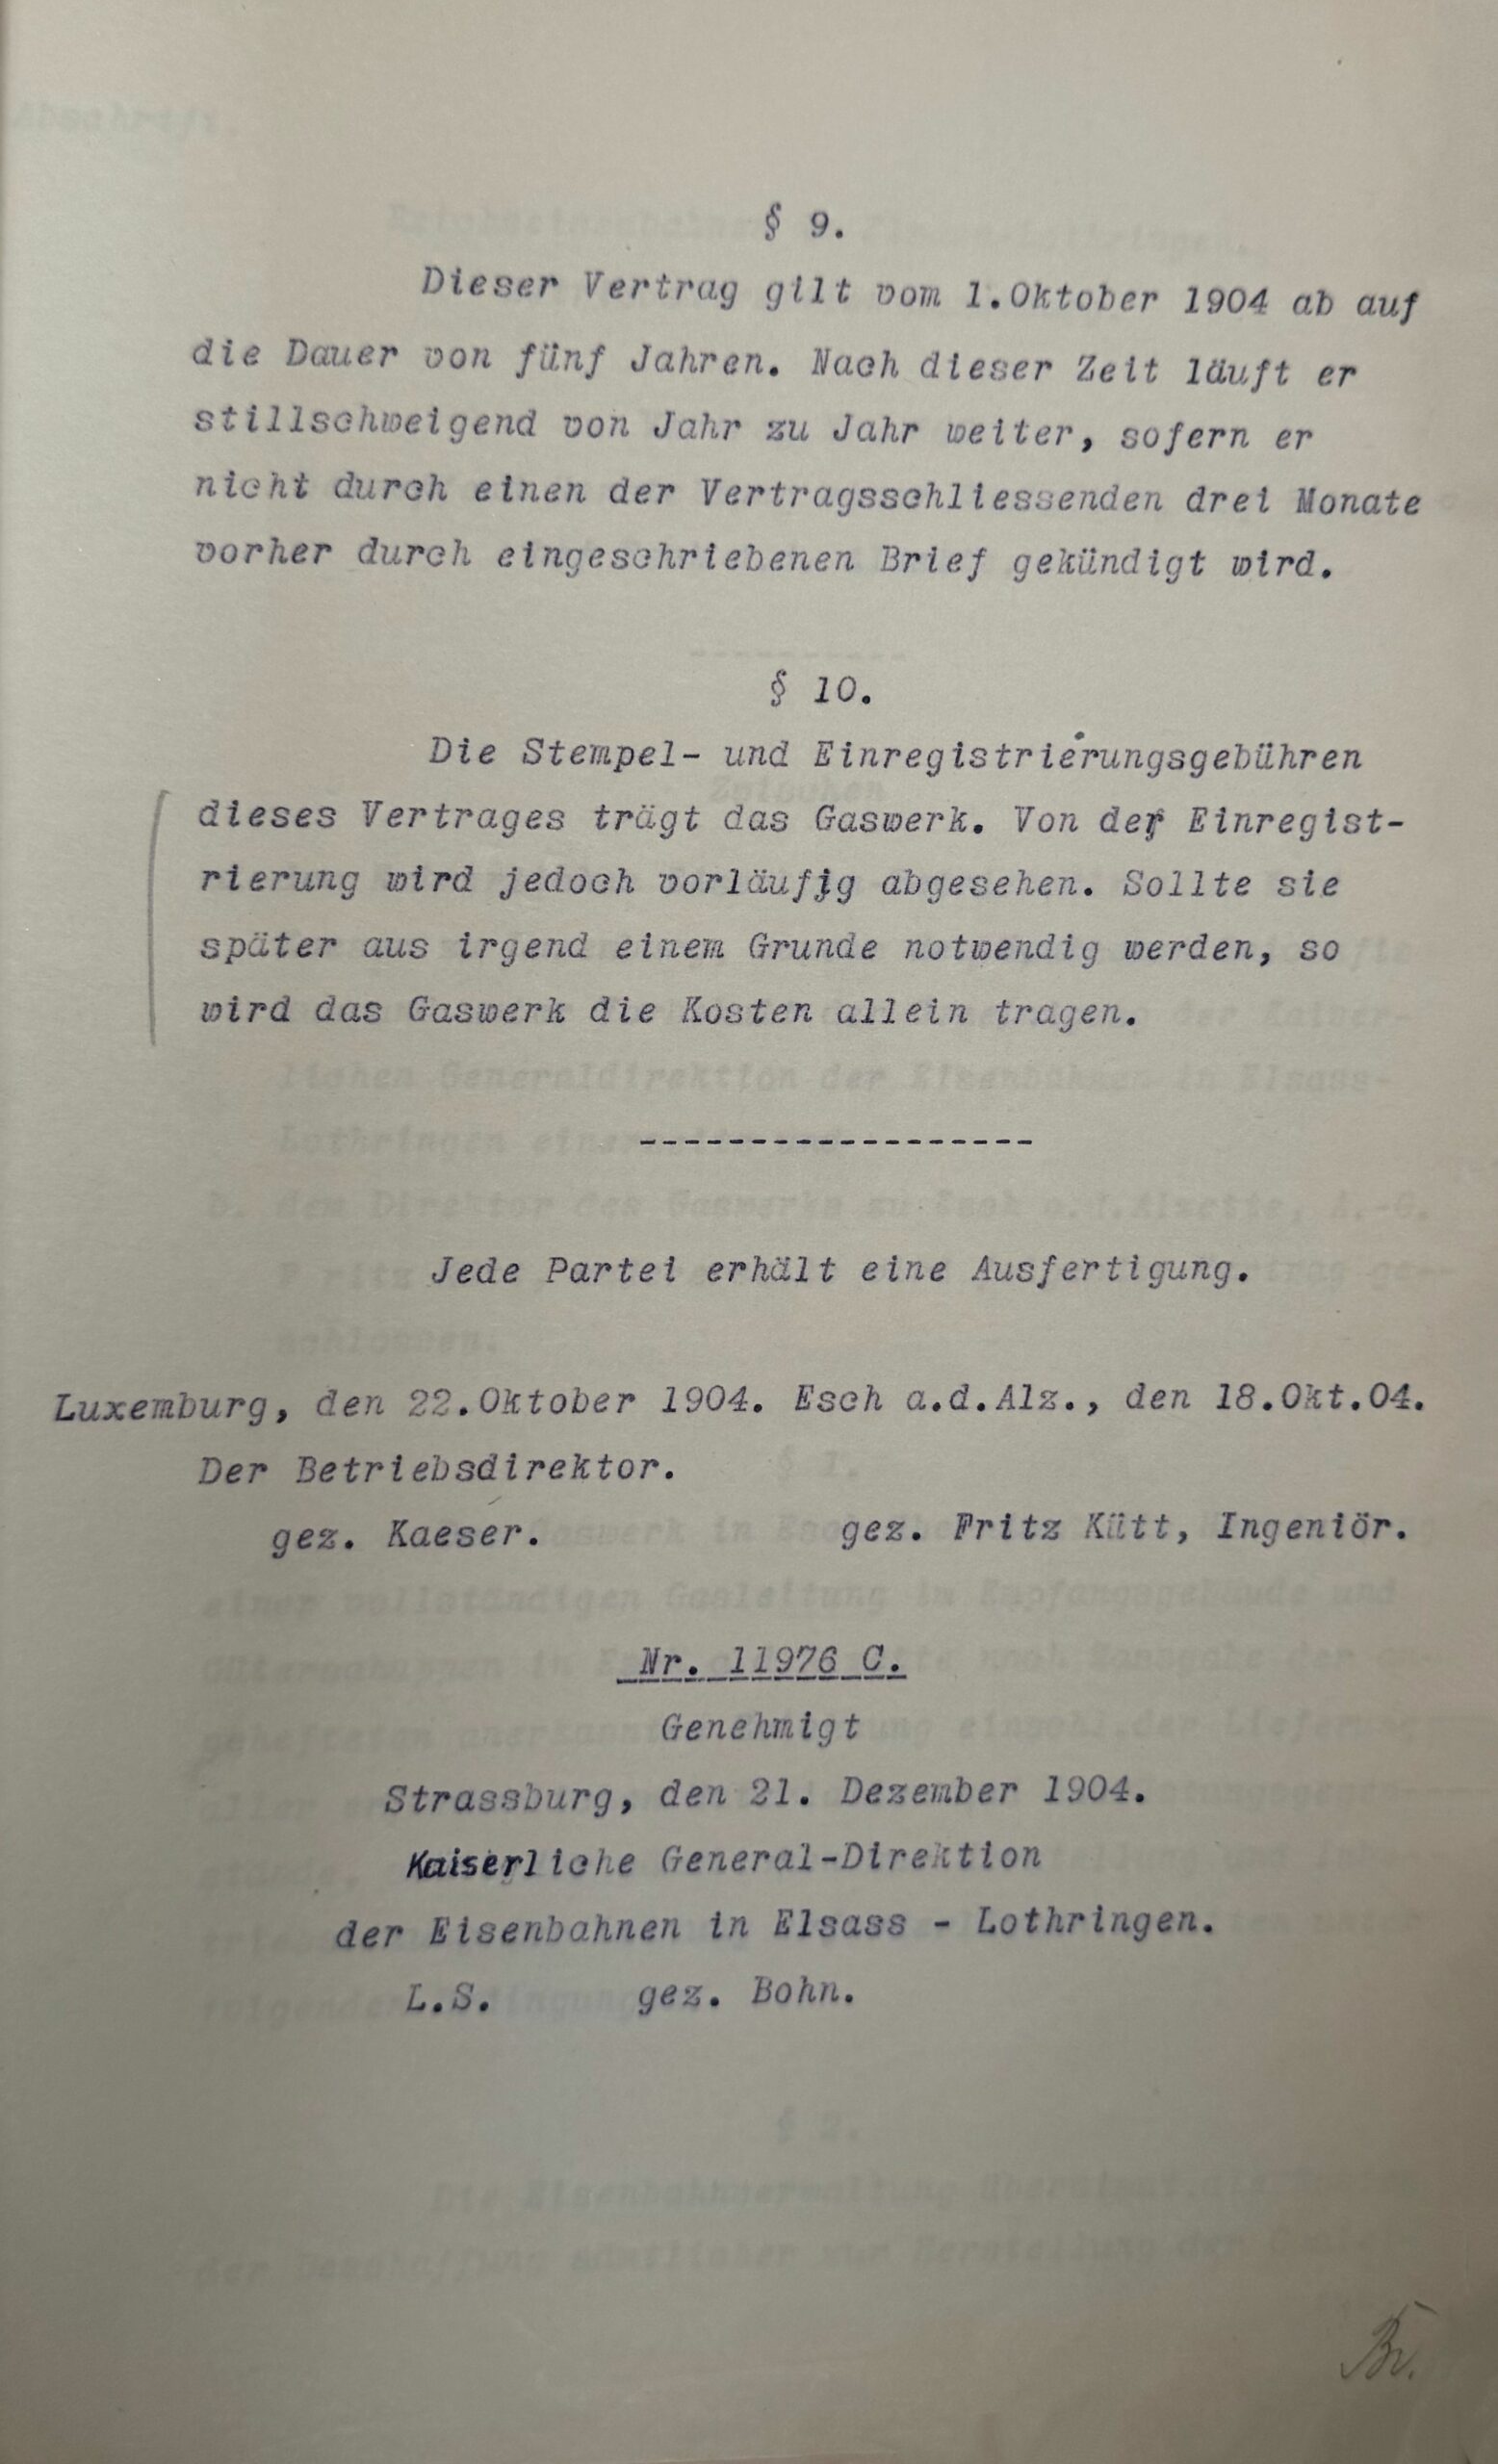 § 9.
Dieser Vertrag gilt vom 1.Oktober 1904 ab auf
die Dauer von fünf Jahren. Nach dieser Zeit läuft er
stillschweigend von Jahr zu Jahr weiter, sofern er
nicht durch einen der Vertragsschliessenden drei Monate
vorher durch eingeschriebenen Brief gekündigt wird.
§ 10.
Die Stempel- und Einregistrierungsgebühren
dieses Vertrages trägt das Gaswerk. Von der Einregist-
rierung wird jedoch vorläufig abgesehen. Sollte sie
später aus irgend einem Grunde notwendig werden, so
wird das Gaswerk die Kosten allein tragen.
------------------
Jede Partei erhält eine Ausfertigung.
Luxemburg, den 22.Oktober 1904. Esch a.d.Alz., den 18.Okt.04.
Der Betriebsdirektor.
gez. Kaeser. gez. Fritz Kütt, Ingeniör.
Nr. 11976 C.
Genehmigt
Strassburg, den 21. Dezember 1904.
Kaiserliche General-Direktion
der Eisenbahnen in Elsass - Lothringen.
L.S. gez. Bohn.